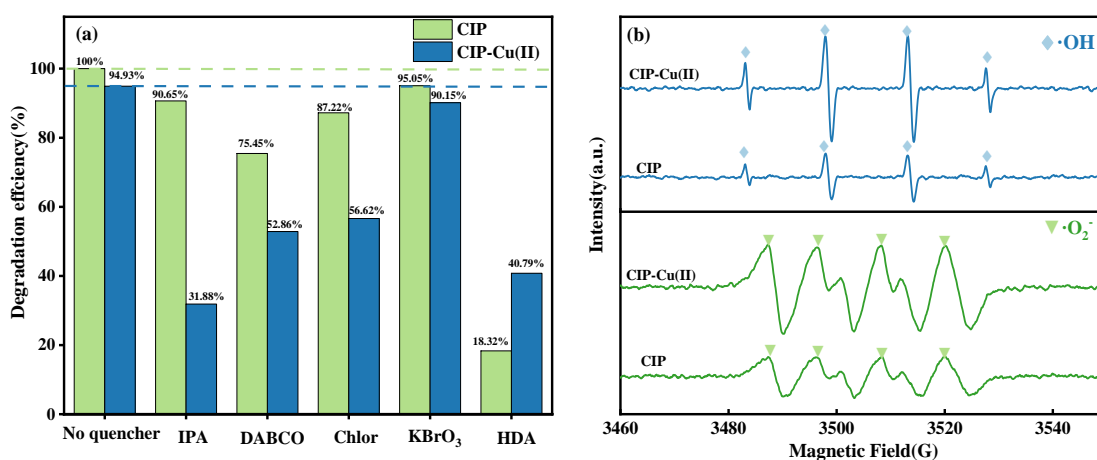 (a)
CIP
CIP-Cu(II)
Degradation effciency(%)
100
80
60
40
20
0
100%
94.93%
90.65%
31.88%
75.45%
52.86%
87.22%
56.62%
95.05%
90.15%
18.32%
40.79%
No quencher
IPA
DABCO
Chlor
KBrO₃
HDA
(b)
·OH
CIP-Cu(II)
CIP
·O₂⁻
CIP-Cu(II)
CIP
Intensity(a.u.)
3460
3480
3500
3520
3540
Magnetic Field(G)